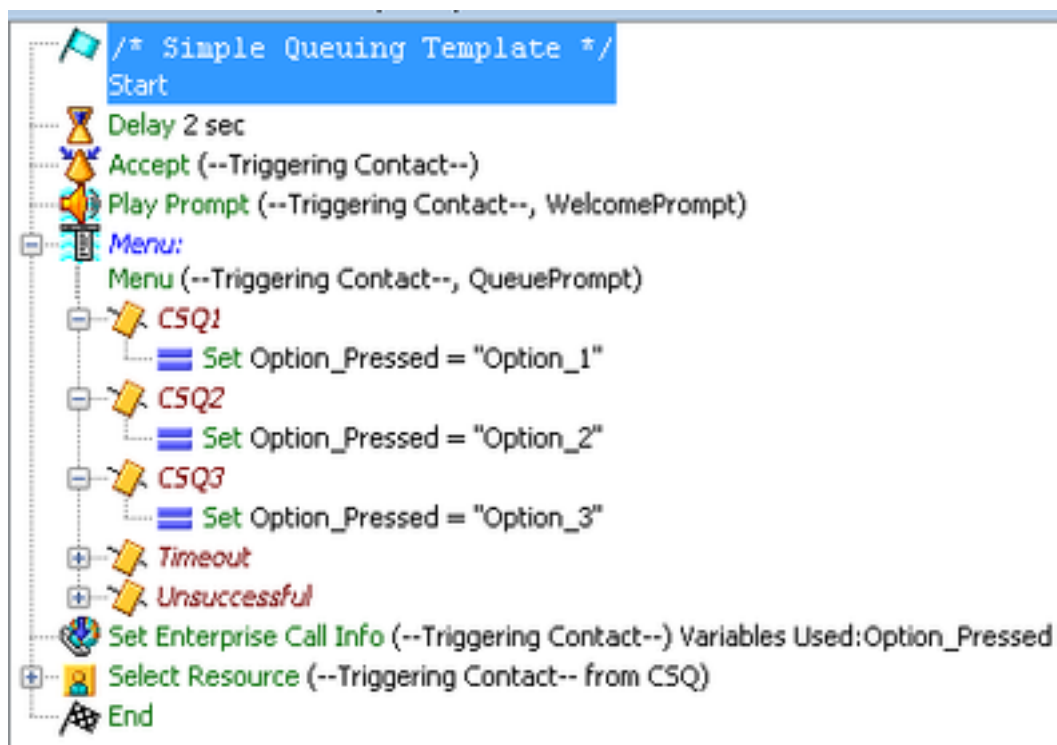 /* Simple Queuing Template */
Start
Delay 2 sec
Accept (--Triggering Contact--)
Play Prompt (--Triggering Contact--, WelcomePrompt)
Menu:
Menu (--Triggering Contact--, QueuePrompt)
CSQ1
Set Option_Pressed = "Option_1"
CSQ2
Set Option_Pressed = "Option_2"
CSQ3
Set Option_Pressed = "Option_3"
Timeout
Unsuccessful
Set Enterprise Call Info (--Triggering Contact--) Variables Used:Option_Pressed
Select Resource (--Triggering Contact-- from CSQ)
End